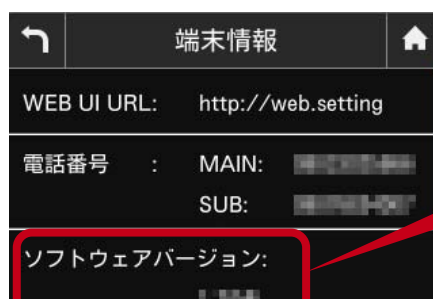 端末情報
WEB UI URL: http://web.setting
電話番号 : MAIN:
SUB:
ソフトウェアバージョン: